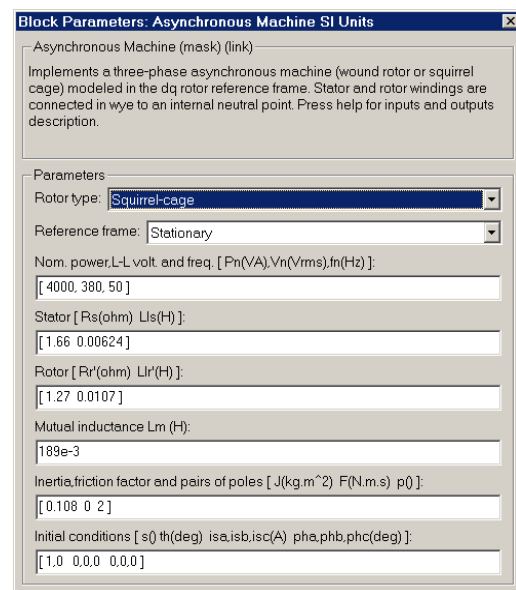 Block Parameters: Asynchronous Machine SI Units
Asynchronous Machine (mask) (link)
Implements a three-phase asynchronous machine (wound rotor or squirrel
cage) modeled in the dq rotor reference frame. Stator and rotor windings are
connected in wye to an internal neutral point. Press help for inputs and outputs
description.
Parameters
Rotor type: Squirrel-cage
Reference frame: Stationary
Nom. power,L-L volt. and freq. [ Pn(VA),Vn(Vrms),fn(Hz) ]:
[ 4000, 380, 50 ]
Stator [ Rs(ohm) Lls(H) ]:
[ 1.66 0.00624 ]
Rotor [ Rr'(ohm) Llr'(H) ]:
[ 1.27 0.0107 ]
Mutual inductance Lm (H):
189e-3
Inertia,friction factor and pairs of poles [ J(kg.m^2) F(N.m.s) p() ]:
[ 0.108 0 2 ]
Initial conditions [ s() th(deg) isa,isb,isc(A) pha,phb,phc(deg) ]:
[ 1,0 0,0,0 0,0,0 ]